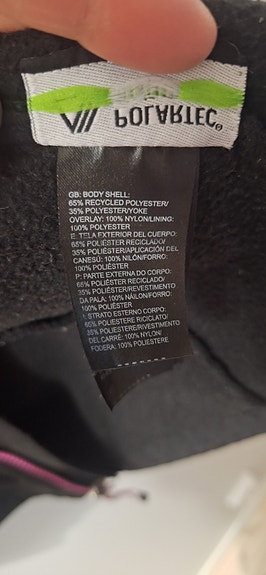 POLARTEC®
GB: BODY SHELL:
65% RECYCLED POLYESTER/
35% POLYESTER/YOKE
OVERLAY: 100% NYLON/LINING:
100% POLYESTER
E: TELA EXTERIOR DEL CUERPO:
65% POLIÉSTER RECICLADO/
35% POLIÉSTER/APLICACIÓN DEL
CANESÚ: 100% NILÓN/FORRO:
100% POLIÉSTER
P: PARTE EXTERNA DO CORPO:
65% POLIÉSTER RECICLADO/
35% POLIÉSTER/REVESTIMENTO
DA PALA: 100% NÁILON/FORRO:
100% POLIÉSTER
I: STRATO ESTERNO CORPO:
65% POLIESTERE RICICLATO/
35% POLIESTERE/RIVESTIMENTO
DEL CARRÉ: 100% NYLON/
FODERA: 100% POLIESTERE